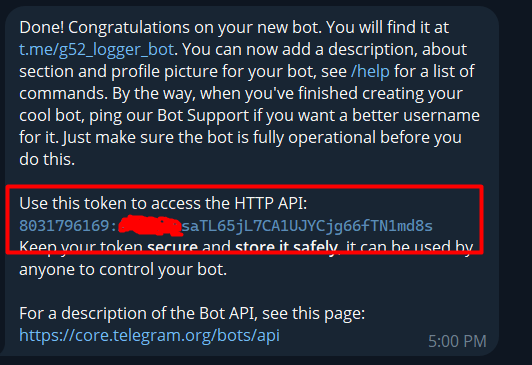 Done! Congratulations on your new bot. You will find it at
t.me/g52_logger_bot. You can now add a description, about
section and profile picture for your bot, see /help for a list of
commands. By the way, when you've finished creating your
cool bot, ping our Bot Support if you want a better username
for it. Just make sure the bot is fully operational before you
do this.
Use this token to access the HTTP API:
8031796169: saTL65jL7CA1UJYCjg66fTN1md8s
Keep your token secure and store it safely, it can be used by
anyone to control your bot.
For a description of the Bot API, see this page:
https://core.telegram.org/bots/api
5:00 PM